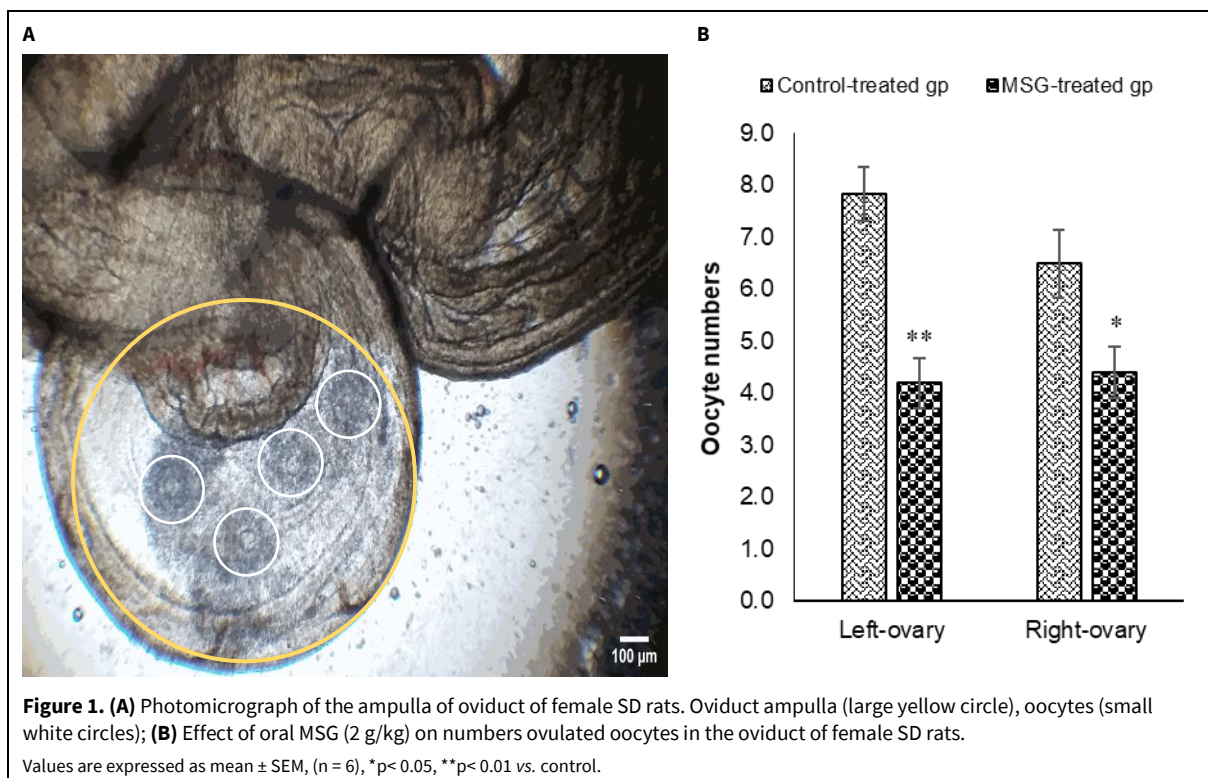 A
B
Control-treated gp
MSG-treated gp
9.0
8.0
7.0
6.0
5.0
4.0
3.0
2.0
1.0
0.0
Oocyte numbers
**
*
Left-ovary
Right-ovary
100 µm
Figure 1. (A) Photomicrograph of the ampulla of oviduct of female SD rats. Oviduct ampulla (large yellow circle), oocytes (small
white circles); (B) Effect of oral MSG (2 g/kg) on numbers ovulated oocytes in the oviduct of female SD rats.
Values are expressed as mean ± SEM, (n = 6), *p< 0.05, **p< 0.01 vs. control.